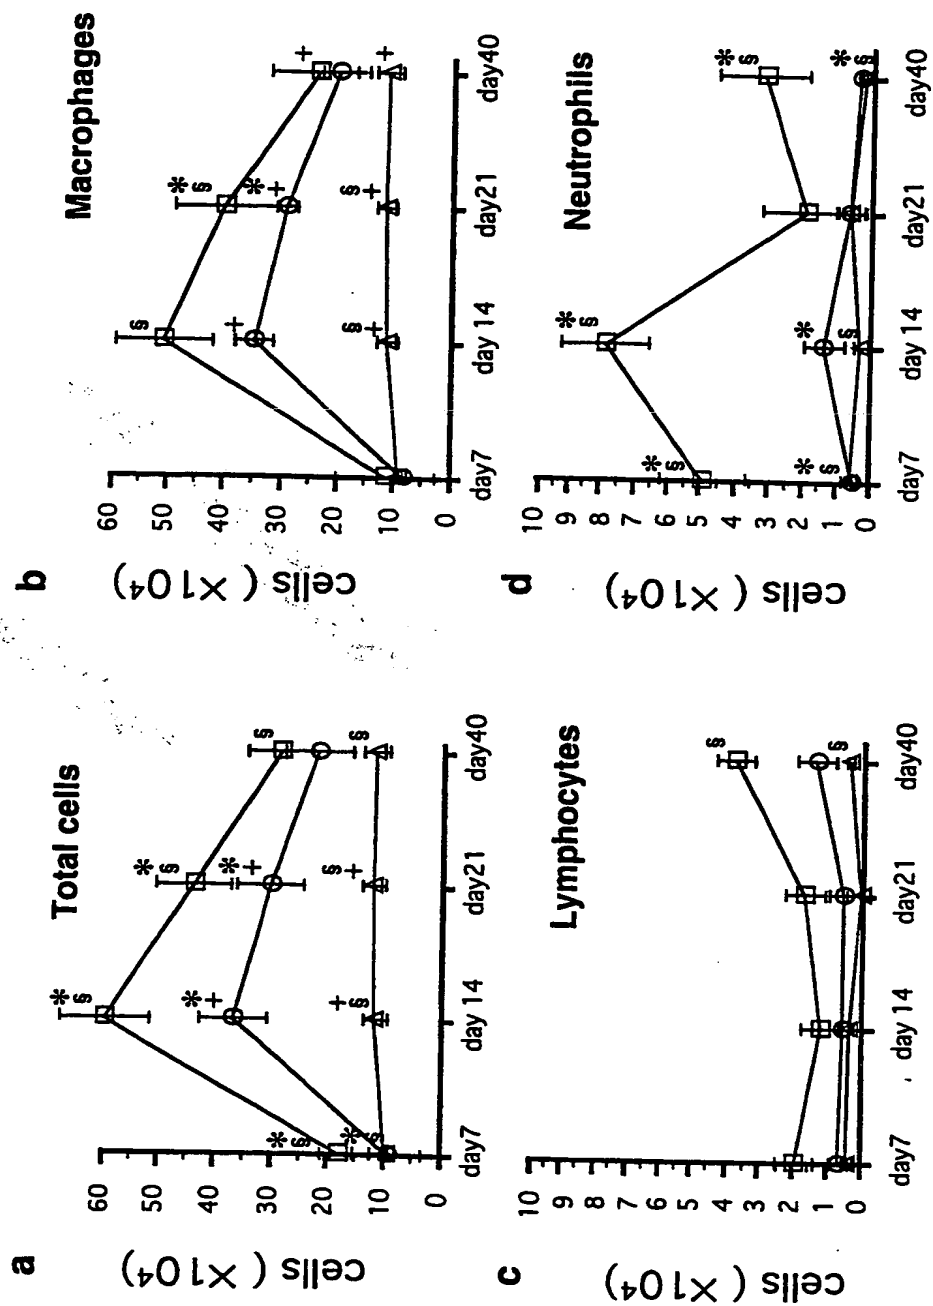 a
Total cells
cells (×10⁴)
60
50
40
30
20
10
0
* §
* §
* §
* +
+ §
* §
* +
§ +
§
§
day7
day 14
day21
day40
b
Macrophages
cells (×10⁴)
60
50
40
30
20
10
0
§
+
§ +
* §
* +
§ +
+
+
day7
day 14
day21
day40
c
Lymphocytes
cells (×10⁴)
10
9
8
7
6
5
4
3
2
1
0
§
§
day7
day 14
day21
day40
d
Neutrophils
cells (×10⁴)
10
9
8
7
6
5
4
3
2
1
0
* §
* §
* §
*
§
* §
* §
day7
day 14
day21
day40